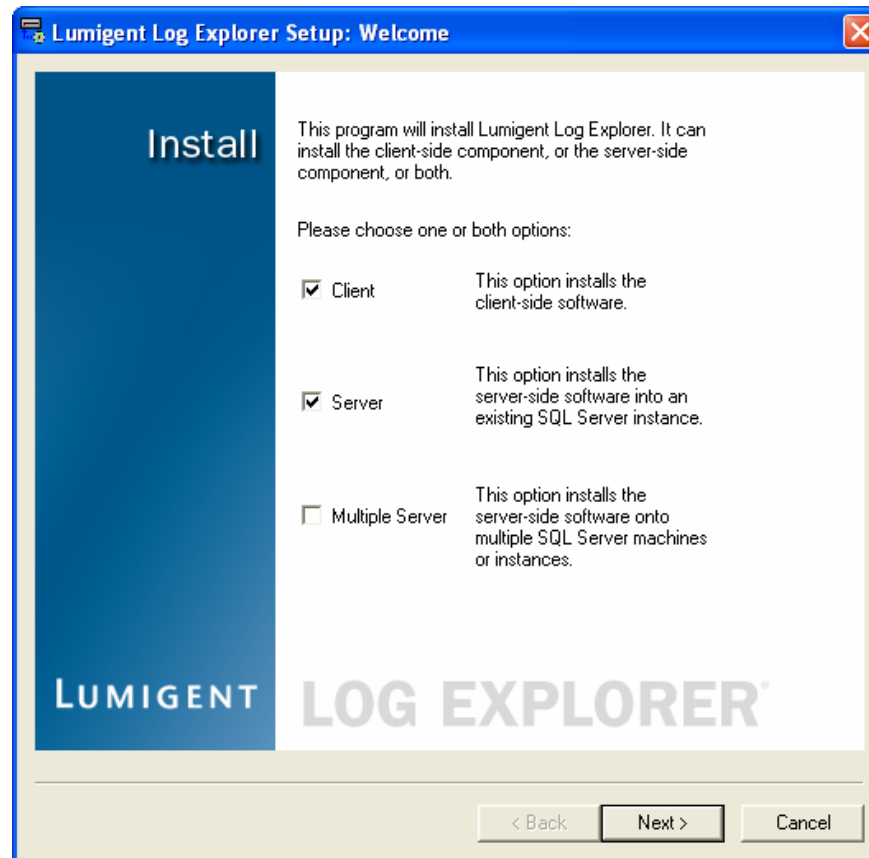 Lumigent Log Explorer Setup: Welcome
Install
This program will install Lumigent Log Explorer. It can
install the client-side component, or the server-side
component, or both.
Please choose one or both options:
Client
This option installs the
client-side software.
Server
This option installs the
server-side software into an
existing SQL Server instance.
Multiple Server
This option installs the
server-side software onto
multiple SQL Server machines
or instances.
LUMIGENT
LOG EXPLORER®
< Back
Next >
Cancel